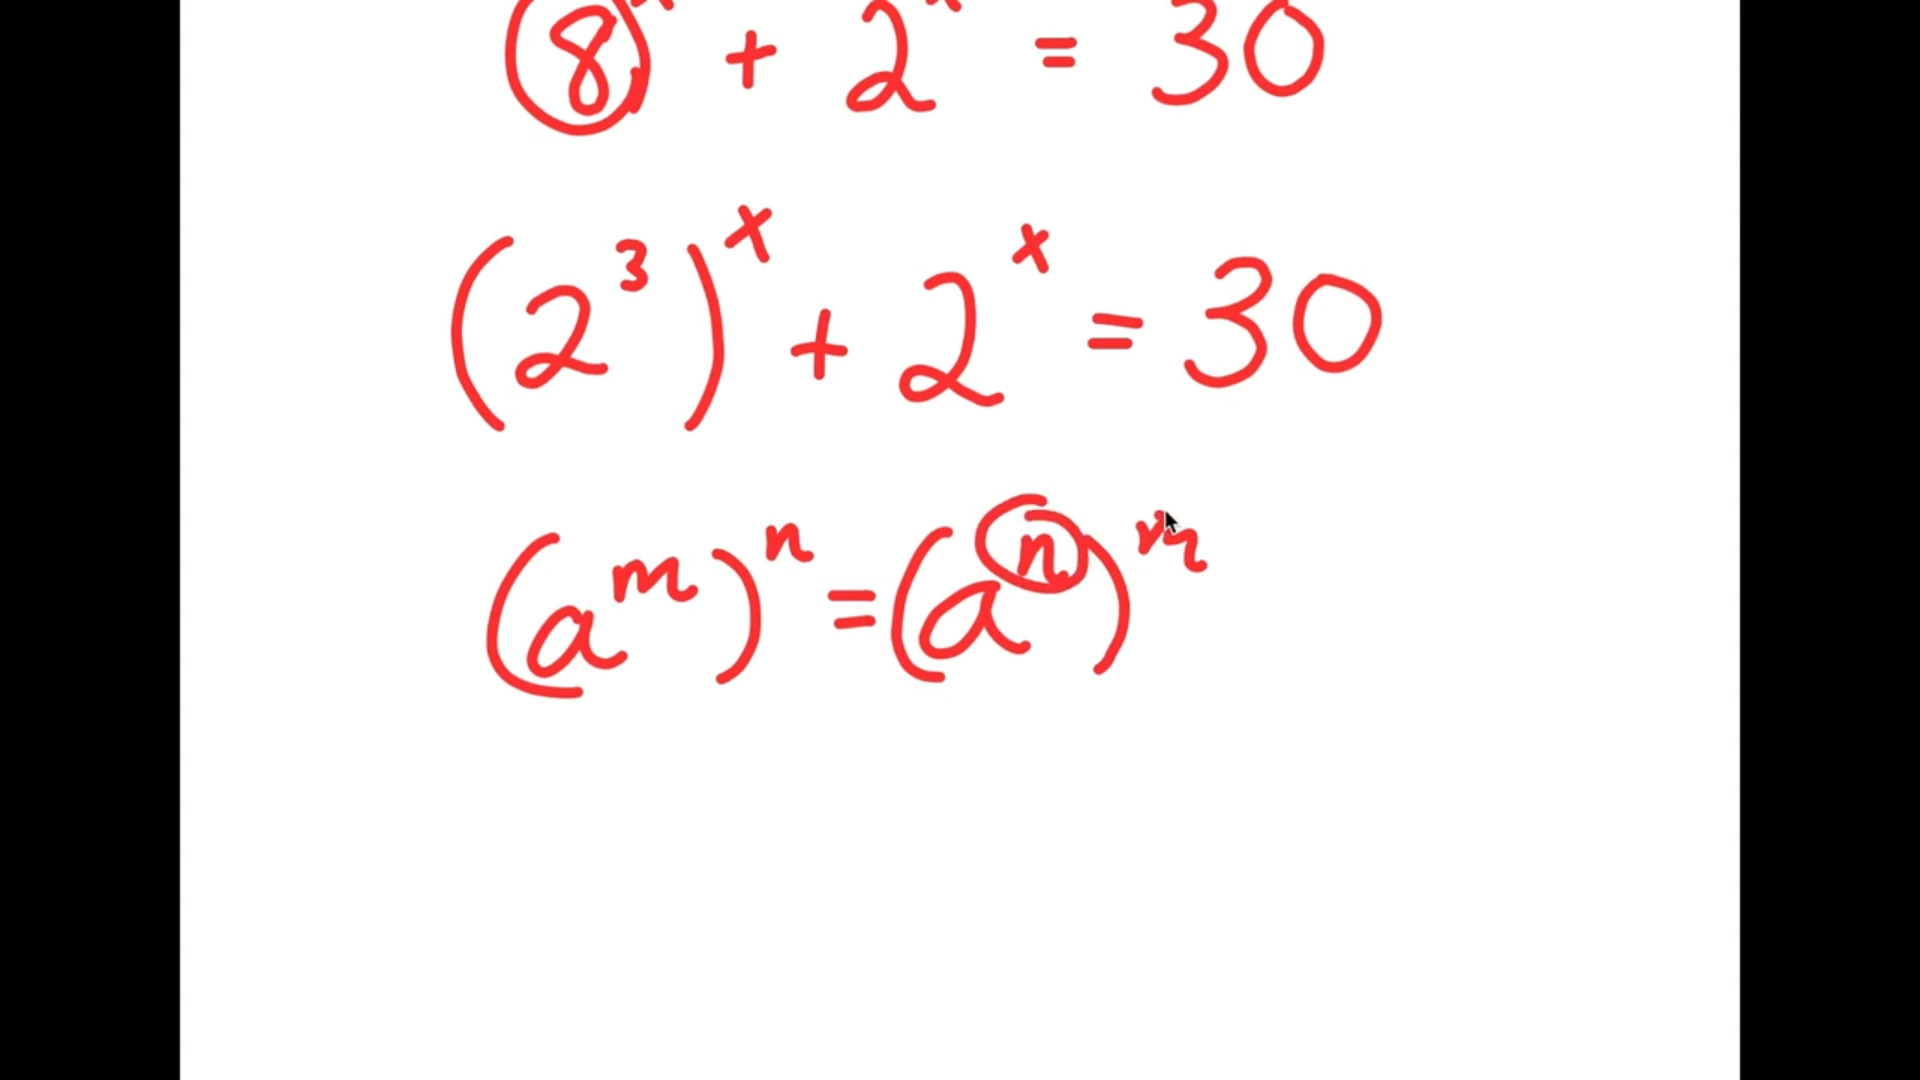 8^x + 2^x = 30
(2^3)^x + 2^x = 30
(a^m)^n = (a^n)^m